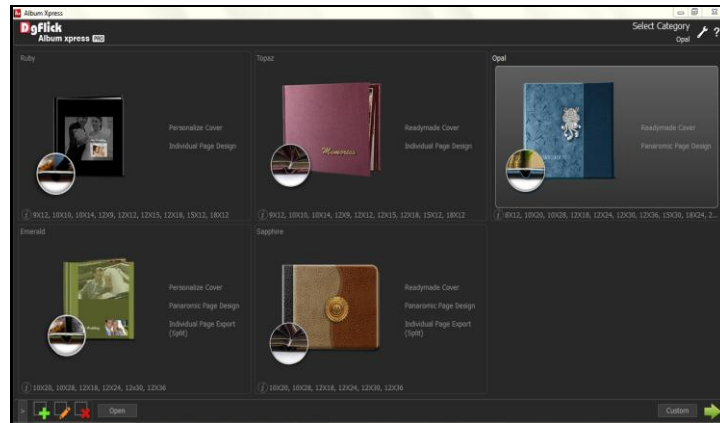 Album Xpress
DgFlick
Album xpress PRO
Select Category
Opal
?
Ruby
Personalize Cover
Individual Page Design
9X12, 10X10, 10X14, 12X9, 12X12, 12X15, 12X18, 15X12, 18X12
Topaz
Memories
Readymade Cover
Individual Page Design
9X12, 10X10, 10X14, 12X9, 12X12, 12X15, 12X18, 15X12, 18X12
Opal
Readymade Cover
Panaromic Page Design
8X12, 10X20, 10X28, 12X18, 12X24, 12X30, 12X36, 15X30, 18X24, 2...
Emerald
Personalize Cover
Panaromic Page Design
Individual Page Export
(Split)
10X20, 10X28, 12X18, 12X24, 12x30, 12X36
Sapphire
Readymade Cover
Panaromic Page Design
Individual Page Export
(Split)
10X20, 10X28, 12X18, 12X24, 12X30, 12X36
Open
Custom